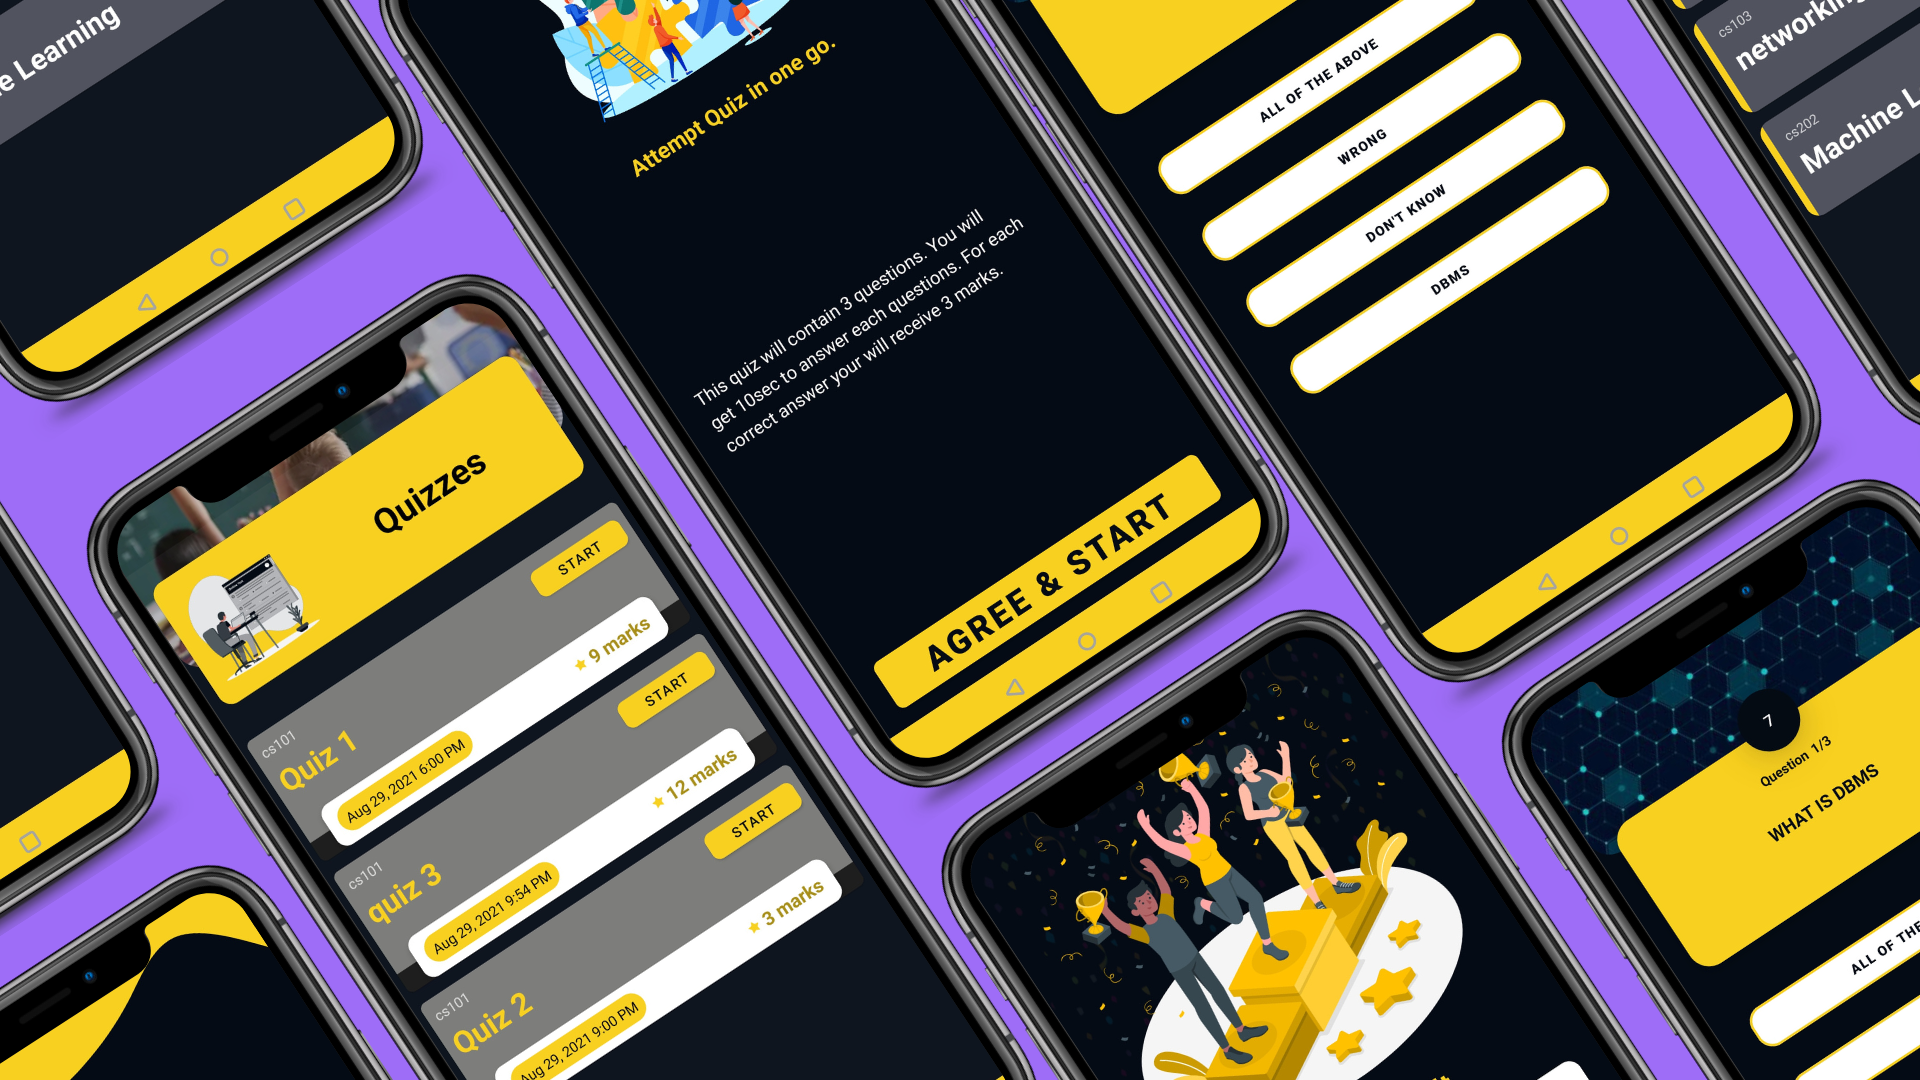 e Learning
Attempt Quiz in one go.
This quiz will contain 3 questions. You will
get 10sec to answer each questions. For each
correct answer your will receive 3 marks.
AGREE & START
ALL OF THE ABOVE
WRONG
DON'T KNOW
DBMS
cs103
networking
cs202
Machine L
Quizzes
START
cs101
Quiz 1
9 marks
Aug 29, 2021 6:00 PM
START
cs101
quiz 3
12 marks
Aug 29, 2021 9:54 PM
START
cs101
Quiz 2
3 marks
Aug 29, 2021 9:00 PM
7
Question 1/3
WHAT IS DBMS
ALL OF THE